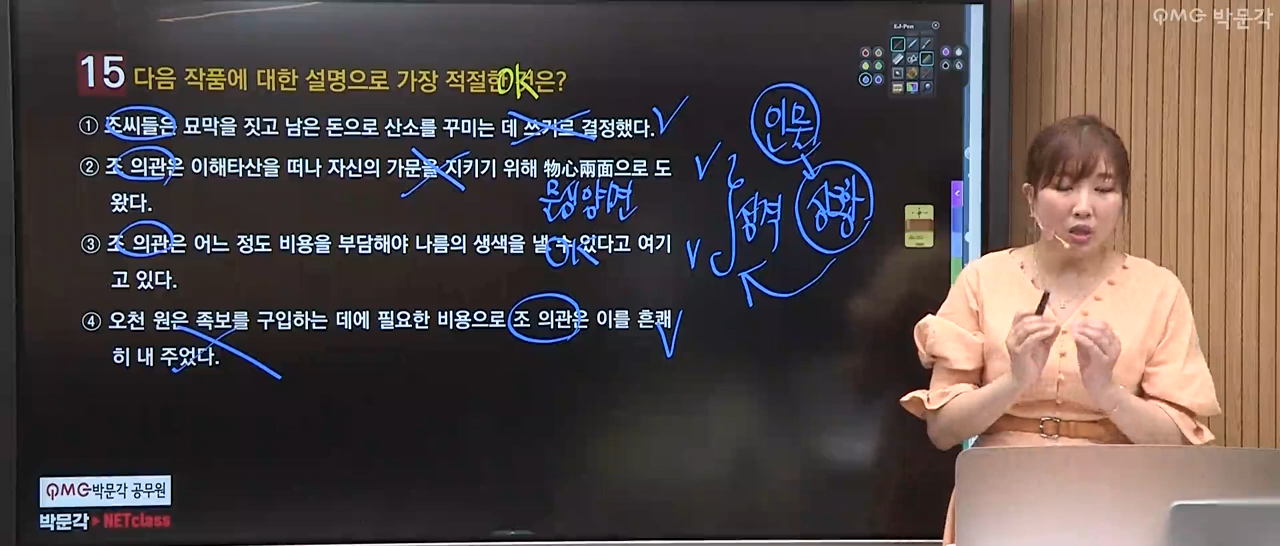 PMG 박문각
EJ-Pen
15 다음 작품에 대한 설명으로 가장 적절한 것은?
OK
① 조씨들은 묘막을 짓고 남은 돈으로 산소를 꾸미는 데 쓰기로 결정했다.
② 조 의관은 이해타산을 떠나 자신의 가문을 지키기 위해 物心兩面으로 도
왔다.
물심양면
③ 조 의관은 어느 정도 비용을 부담해야 나름의 생색을 낼 수 있다고 여기
고 있다.
OK
④ 오천 원은 족보를 구입하는 데에 필요한 비용으로 조 의관은 이를 흔쾌
히 내 주었다.
인물
상황
PMG 박문각 공무원
박문각 NETclass